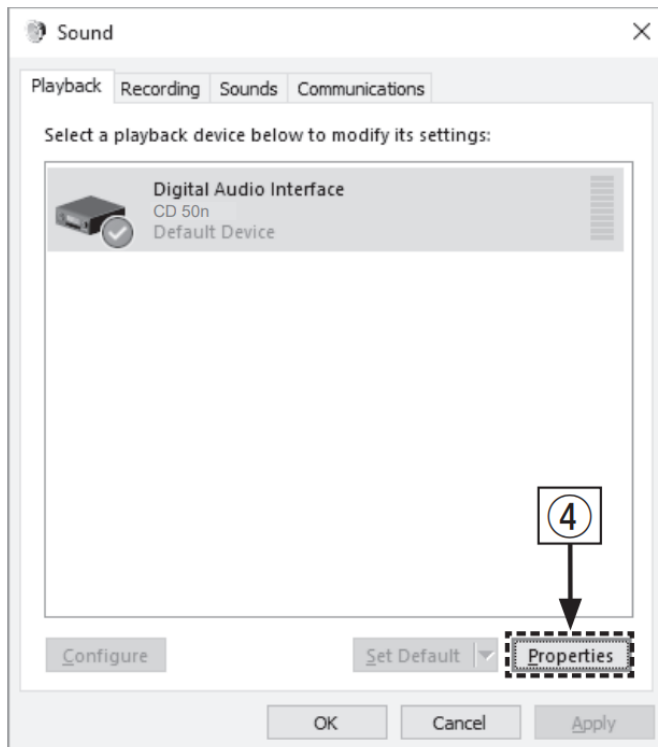 Sound
Playback Recording Sounds Communications
Select a playback device below to modify its settings:
Digital Audio Interface
CD 50n
Default Device
④
Configure Set Default Properties
OK Cancel Apply